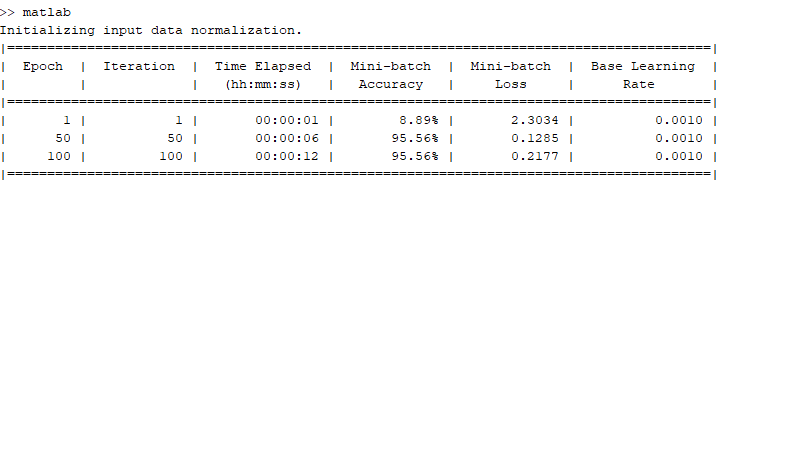 >> matlab
Initializing input data normalization.
|========================================================================================|
| Epoch | Iteration | Time Elapsed | Mini-batch | Mini-batch | Base Learning |
| | | (hh:mm:ss) | Accuracy | Loss | Rate |
|========================================================================================|
| 1 | 1 | 00:00:01 | 8.89% | 2.3034 | 0.0010 |
| 50 | 50 | 00:00:06 | 95.56% | 0.1285 | 0.0010 |
| 100 | 100 | 00:00:12 | 95.56% | 0.2177 | 0.0010 |
|========================================================================================|